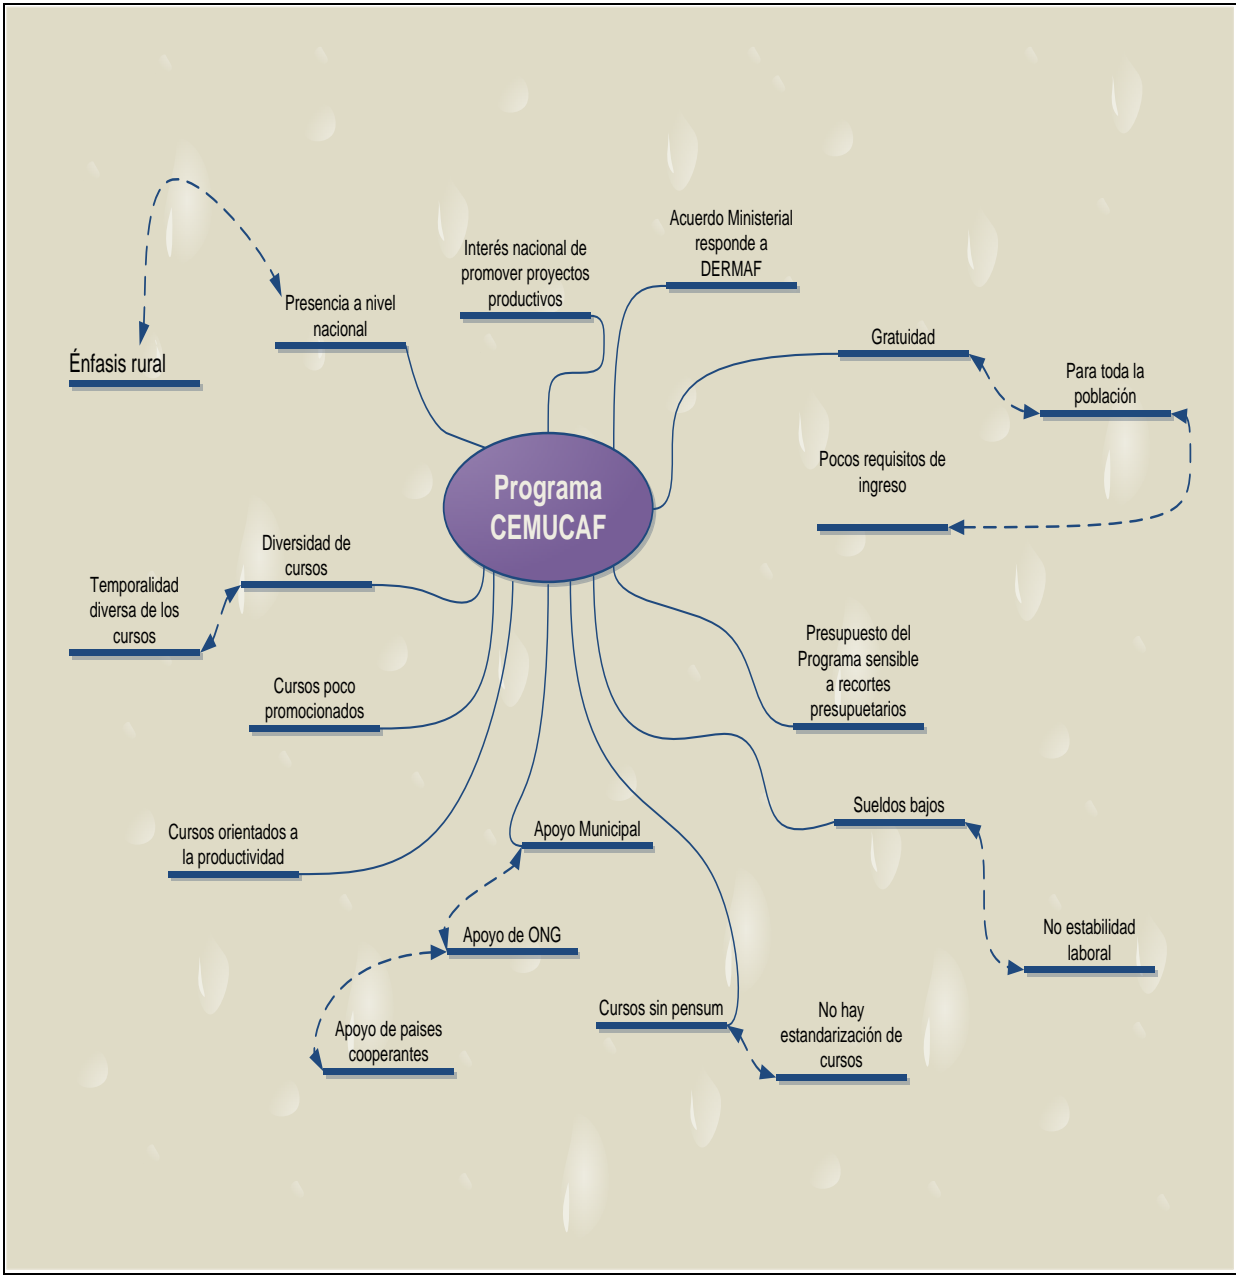 Acuerdo Ministerial
responde a
DERMAF
Interés nacional de
promover proyectos
productivos
Presencia a nivel
nacional
Énfasis rural
Gratuidad
Para toda la
población
Pocos requisitos de
ingreso
Programa
CEMUCAF
Diversidad de
cursos
Temporalidad
diversa de los
cursos
Cursos poco
promocionados
Presupuesto del
Programa sensible
a recortes
presupuetarios
Sueldos bajos
Cursos orientados a
la productividad
Apoyo Municipal
Apoyo de ONG
No estabilidad
laboral
Apoyo de paises
cooperantes
Cursos sin pensum
No hay
estandarización de
cursos